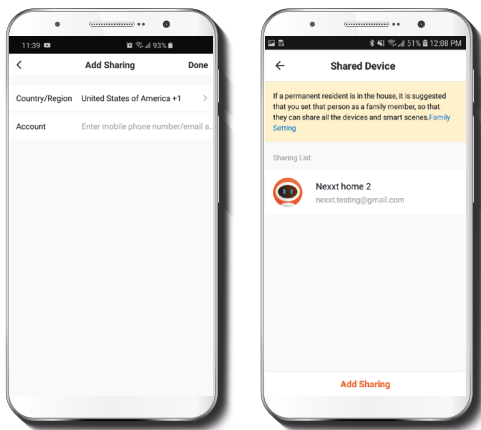 11:39
93%
Add Sharing
Done
Country/Region
United States of America +1
Account
Enter mobile phone number/email a..
51% 12:08 PM
Shared Device
If a permanent resident is in the house, it is suggested
that you set that person as a family member, so that
they can share all the devices and smart scenes.Family
Setting
Sharing List
Nexxt home 2
nexxt.testing@gmail.com
Add Sharing